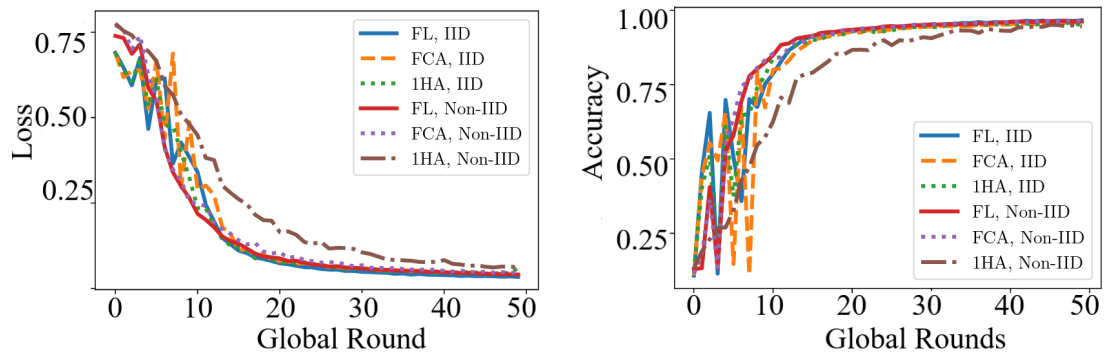 0.75
0.50
0.25
Loss
FL, IID
FCA, IID
1HA, IID
FL, Non-IID
FCA, Non-IID
1HA, Non-IID
0 10 20 30 40 50
Global Round
1.00
0.75
0.50
0.25
Accuracy
FL, IID
FCA, IID
1HA, IID
FL, Non-IID
FCA, Non-IID
1HA, Non-IID
0 10 20 30 40 50
Global Rounds